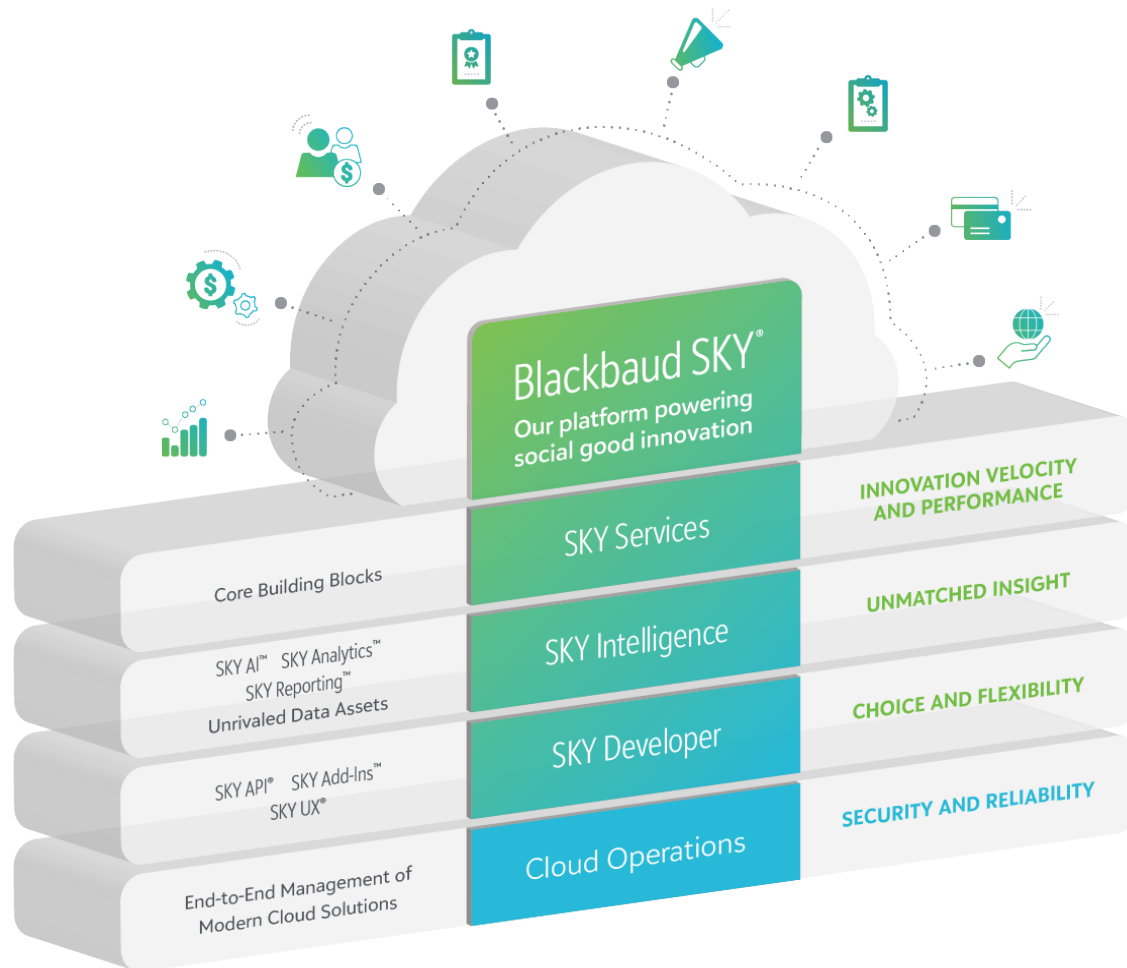 Blackbaud SKY®
Our platform powering
social good innovation
Core Building Blocks
SKY Services
INNOVATION VELOCITY
AND PERFORMANCE
SKY AI™ SKY Analytics™
SKY Reporting™
Unrivaled Data Assets
SKY Intelligence
UNMATCHED INSIGHT
SKY API® SKY Add-Ins™
SKY UX®
SKY Developer
CHOICE AND FLEXIBILITY
End-to-End Management of
Modern Cloud Solutions
Cloud Operations
SECURITY AND RELIABILITY
$
$